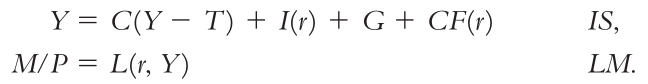 Y = C(Y − T) + I(r) + G + CF(r) IS,
M/P = L(r, Y) LM.